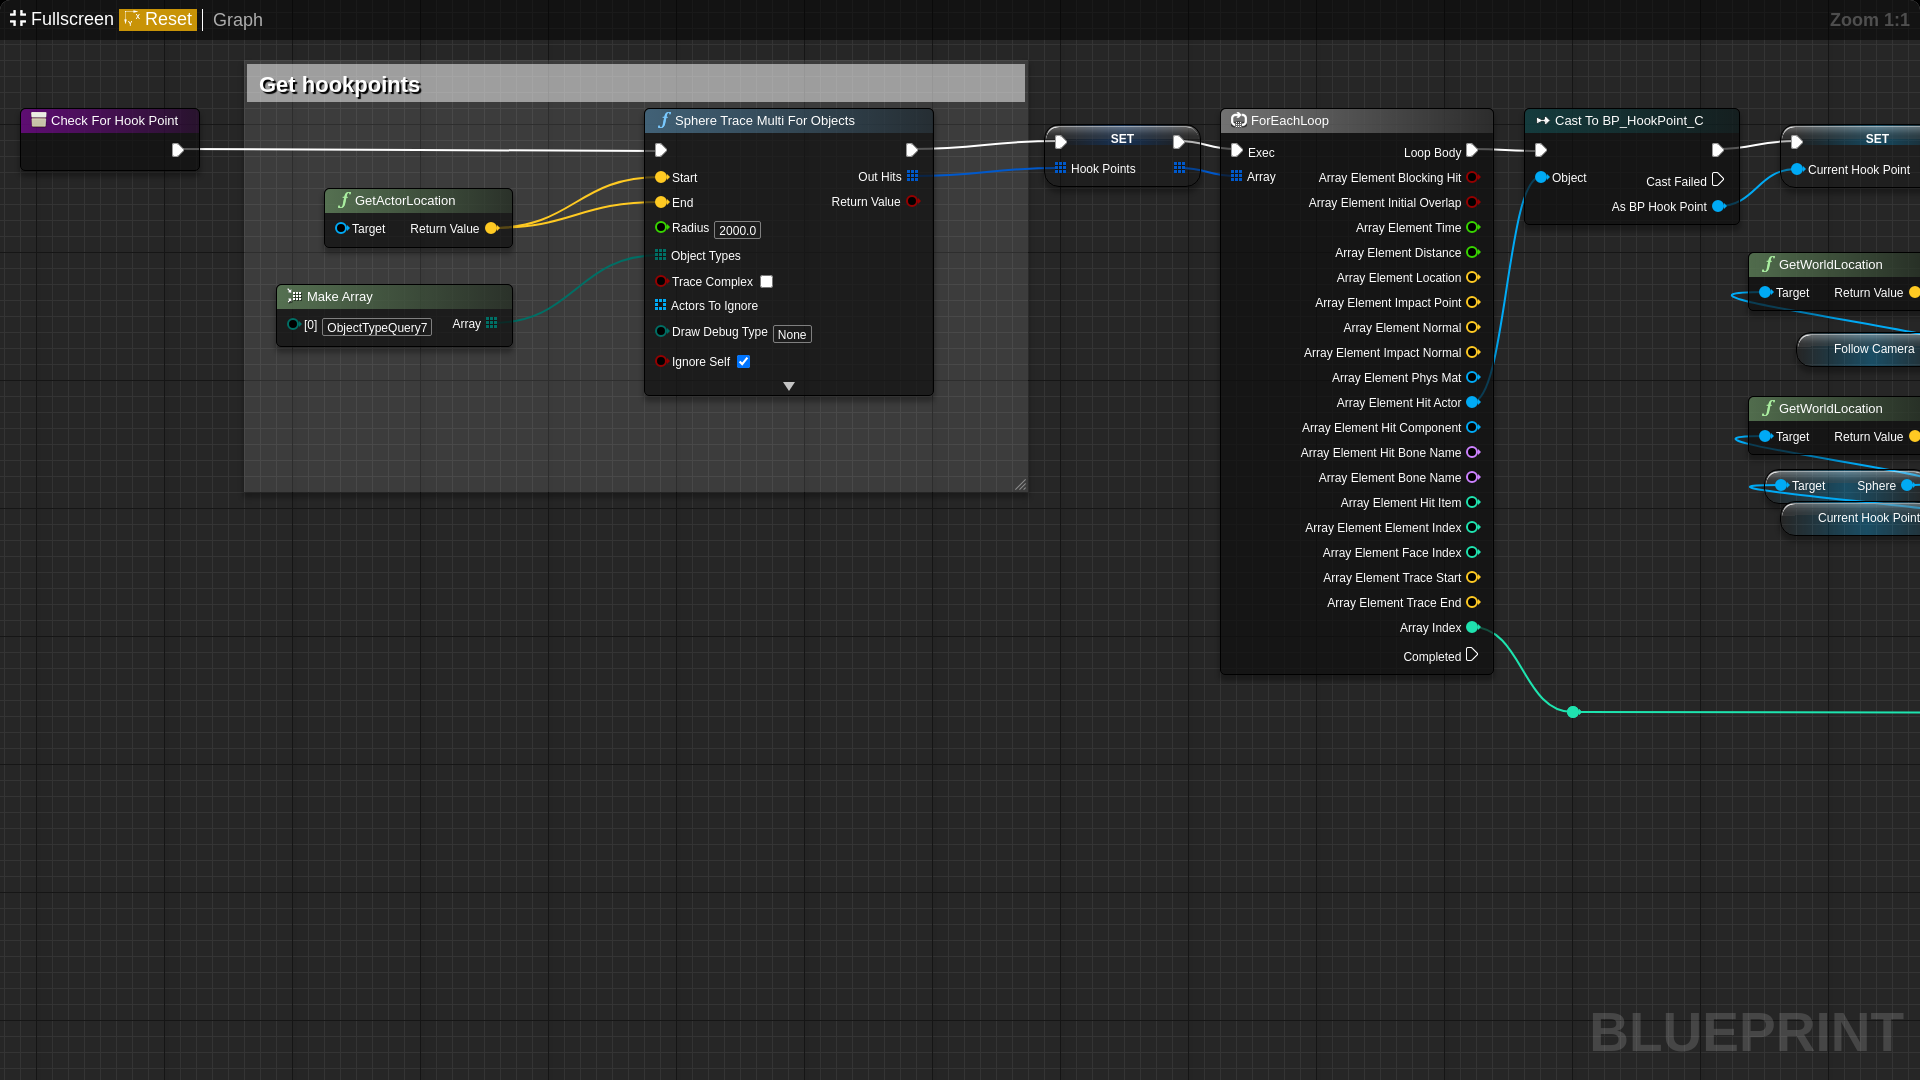 Fullscreen Reset Graph Zoom 1:1
Get hookpoints
Check For Hook Point
GetActorLocation
Target Return Value
Make Array
[0] ObjectTypeQuery7 Array
Sphere Trace Multi For Objects
Start Out Hits
End Return Value
Radius 2000.0
Object Types
Trace Complex
Actors To Ignore
Draw Debug Type None
Ignore Self
SET
Hook Points
ForEachLoop
Exec Loop Body
Array Array Element Blocking Hit
Array Element Initial Overlap
Array Element Time
Array Element Distance
Array Element Location
Array Element Impact Point
Array Element Normal
Array Element Impact Normal
Array Element Phys Mat
Array Element Hit Actor
Array Element Hit Component
Array Element Hit Bone Name
Array Element Bone Name
Array Element Hit Item
Array Element Element Index
Array Element Face Index
Array Element Trace Start
Array Element Trace End
Array Index
Completed
Cast To BP_HookPoint_C
Object Cast Failed
As BP Hook Point
SET
Current Hook Point
GetWorldLocation
Target Return Value
Follow Camera
GetWorldLocation
Target Return Value
Target Sphere
Current Hook Point
BLUEPRINT